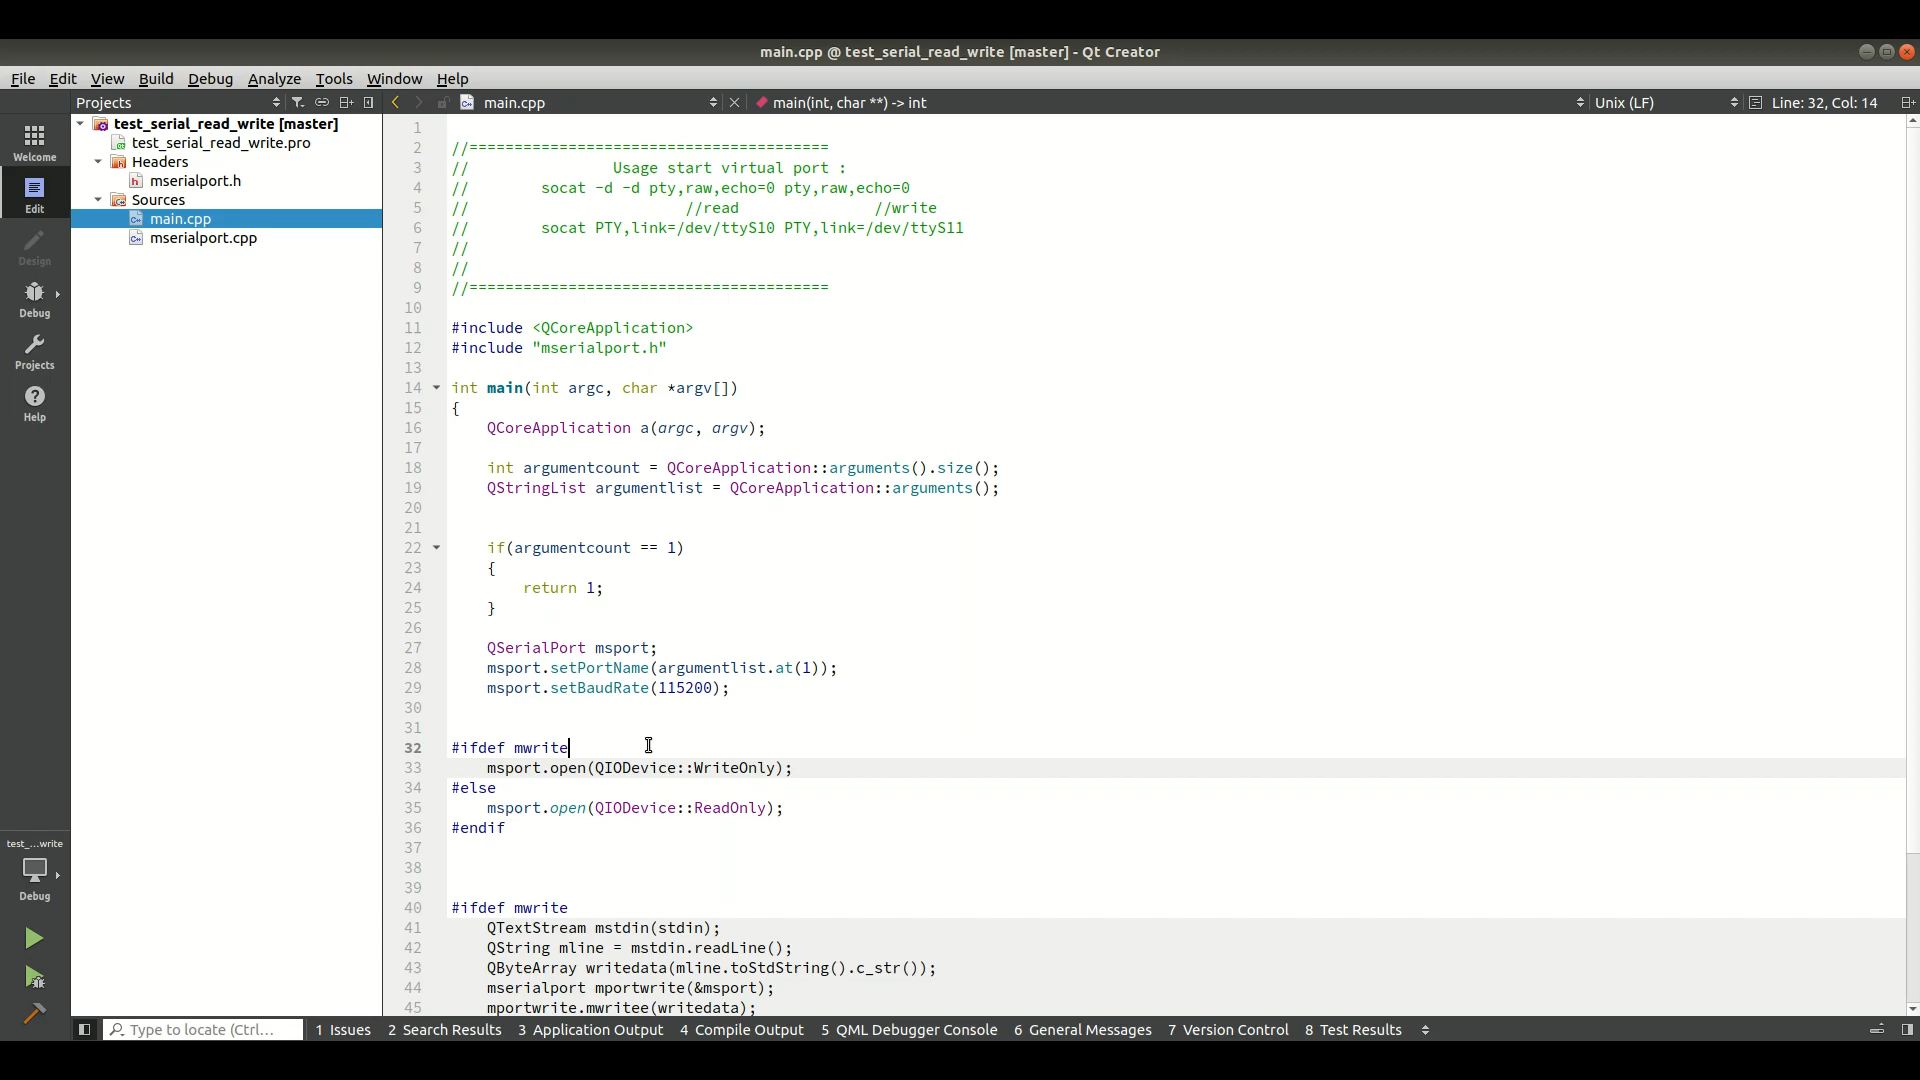 main.cpp @ test_serial_read_write [master] - Qt Creator
File Edit View Build Debug Analyze Tools Window Help
Projects main.cpp main(int, char **) -> int Unix (LF) Line: 32, Col: 14
Welcome
Edit
Design
Debug
Projects
Help
test_...write
Debug
test_serial_read_write [master]
test_serial_read_write.pro
Headers
mserialport.h
Sources
main.cpp
mserialport.cpp
1
2 //========================================
3 // Usage start virtual port :
4 // socat -d -d pty,raw,echo=0 pty,raw,echo=0
5 // //read //write
6 // socat PTY,link=/dev/ttyS10 PTY,link=/dev/ttyS11
7 //
8 //
9 //========================================
10
11 #include <QCoreApplication>
12 #include "mserialport.h"
13
14 int main(int argc, char *argv[])
15 {
16 QCoreApplication a(argc, argv);
17
18 int argumentcount = QCoreApplication::arguments().size();
19 QStringList argumentlist = QCoreApplication::arguments();
20
21
22 if(argumentcount == 1)
23 {
24 return 1;
25 }
26
27 QSerialPort msport;
28 msport.setPortName(argumentlist.at(1));
29 msport.setBaudRate(115200);
30
31
32 #ifdef mwrite
33 msport.open(QIODevice::WriteOnly);
34 #else
35 msport.open(QIODevice::ReadOnly);
36 #endif
37
38
39
40 #ifdef mwrite
41 QTextStream mstdin(stdin);
42 QString mline = mstdin.readLine();
43 QByteArray writedata(mline.toStdString().c_str());
44 mserialport mportwrite(&msport);
45 mportwrite.mwritee(writedata);
Type to locate (Ctrl... 1 Issues 2 Search Results 3 Application Output 4 Compile Output 5 QML Debugger Console 6 General Messages 7 Version Control 8 Test Results